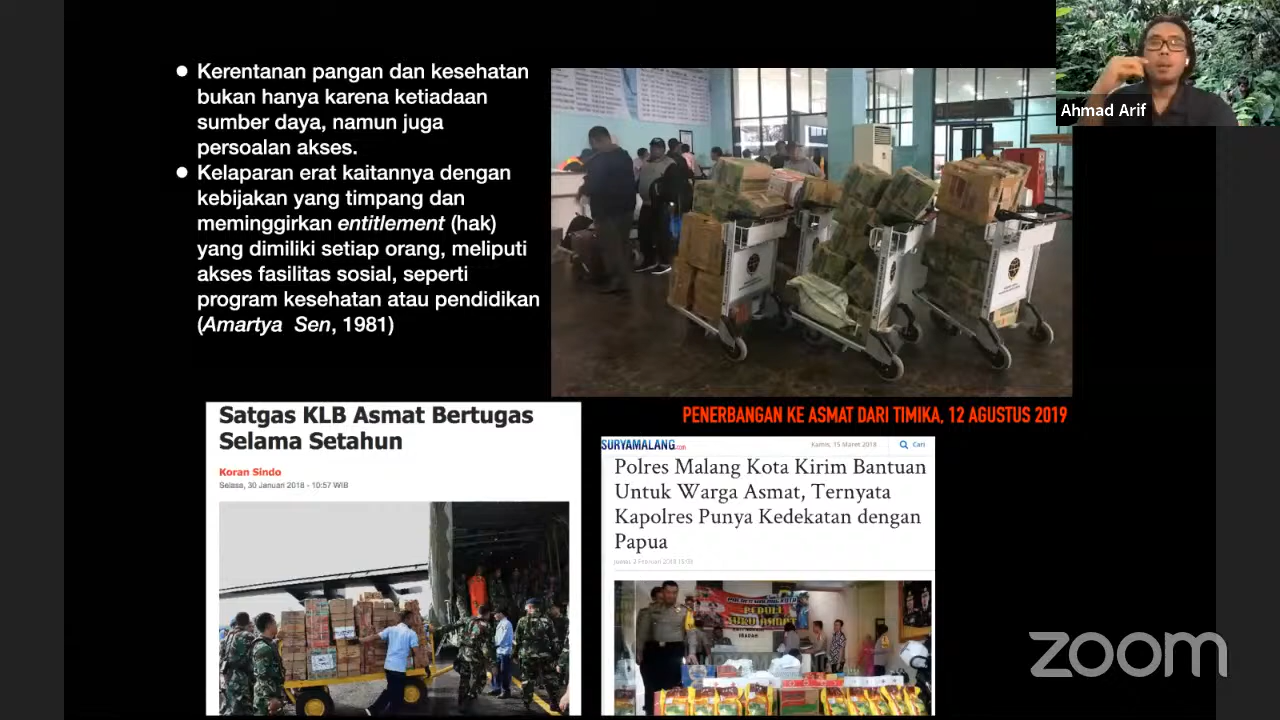 ● Kerentanan pangan dan kesehatan
bukan hanya karena ketiadaan
sumber daya, namun juga
persoalan akses.
● Kelaparan erat kaitannya dengan
kebijakan yang timpang dan
meminggirkan entitlement (hak)
yang dimiliki setiap orang, meliputi
akses fasilitas sosial, seperti
program kesehatan atau pendidikan
(Amartya Sen, 1981)
Ahmad Arif
PENERBANGAN KE ASMAT DARI TIMIKA, 12 AGUSTUS 2019
Satgas KLB Asmat Bertugas
Selama Setahun
Koran Sindo
Selasa, 30 Januari 2018 - 10:57 WIB
SURYAMALANG.com
Kamis, 15 Maret 2018
Cari
Polres Malang Kota Kirim Bantuan
Untuk Warga Asmat, Ternyata
Kapolres Punya Kedekatan dengan
Papua
PEDULI
SUKU ASMAT
zoom